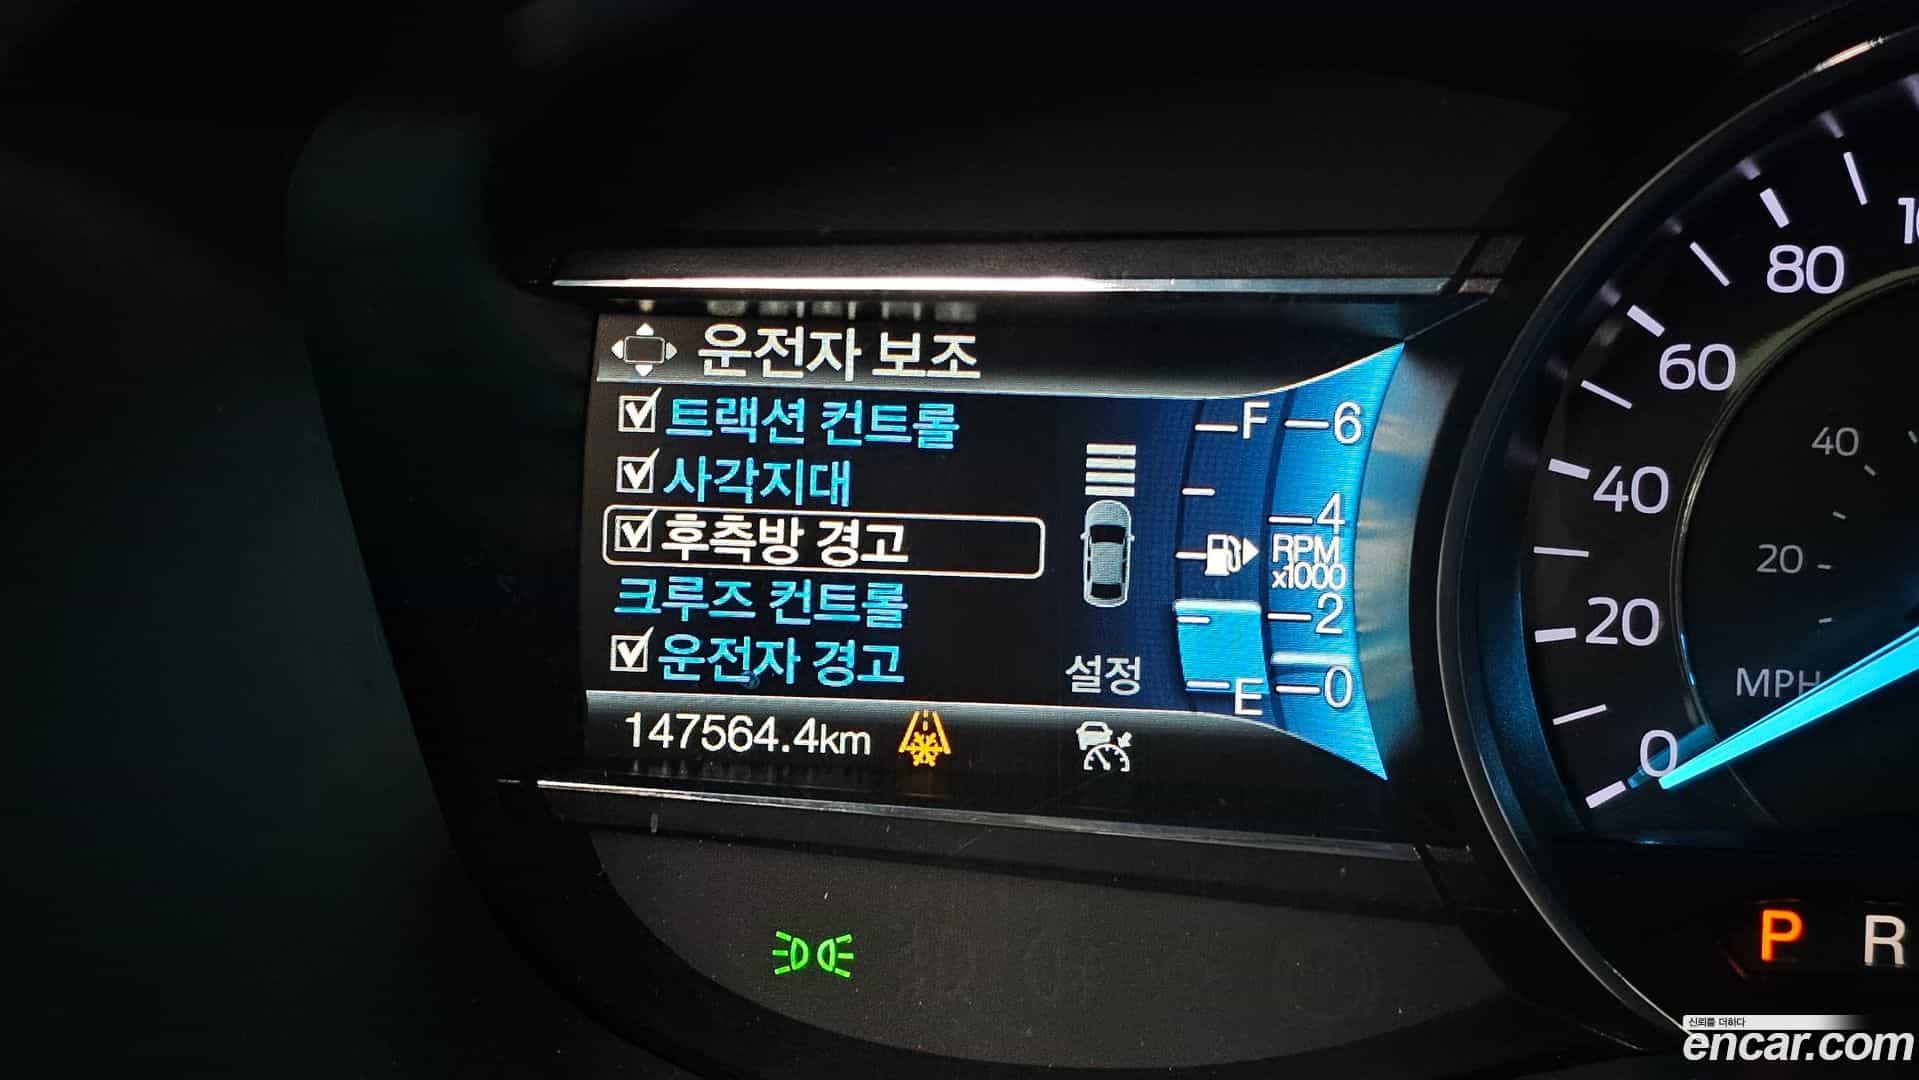 운전자 보조
트랙션 컨트롤
사각지대
후측방 경고
크루즈 컨트롤
운전자 경고
설정
147564.4km
F
E
6
4
RPM
x1000
2
0
80
60
40
20
0
40
20
MPH
P R
신뢰를 더하다
encar.com